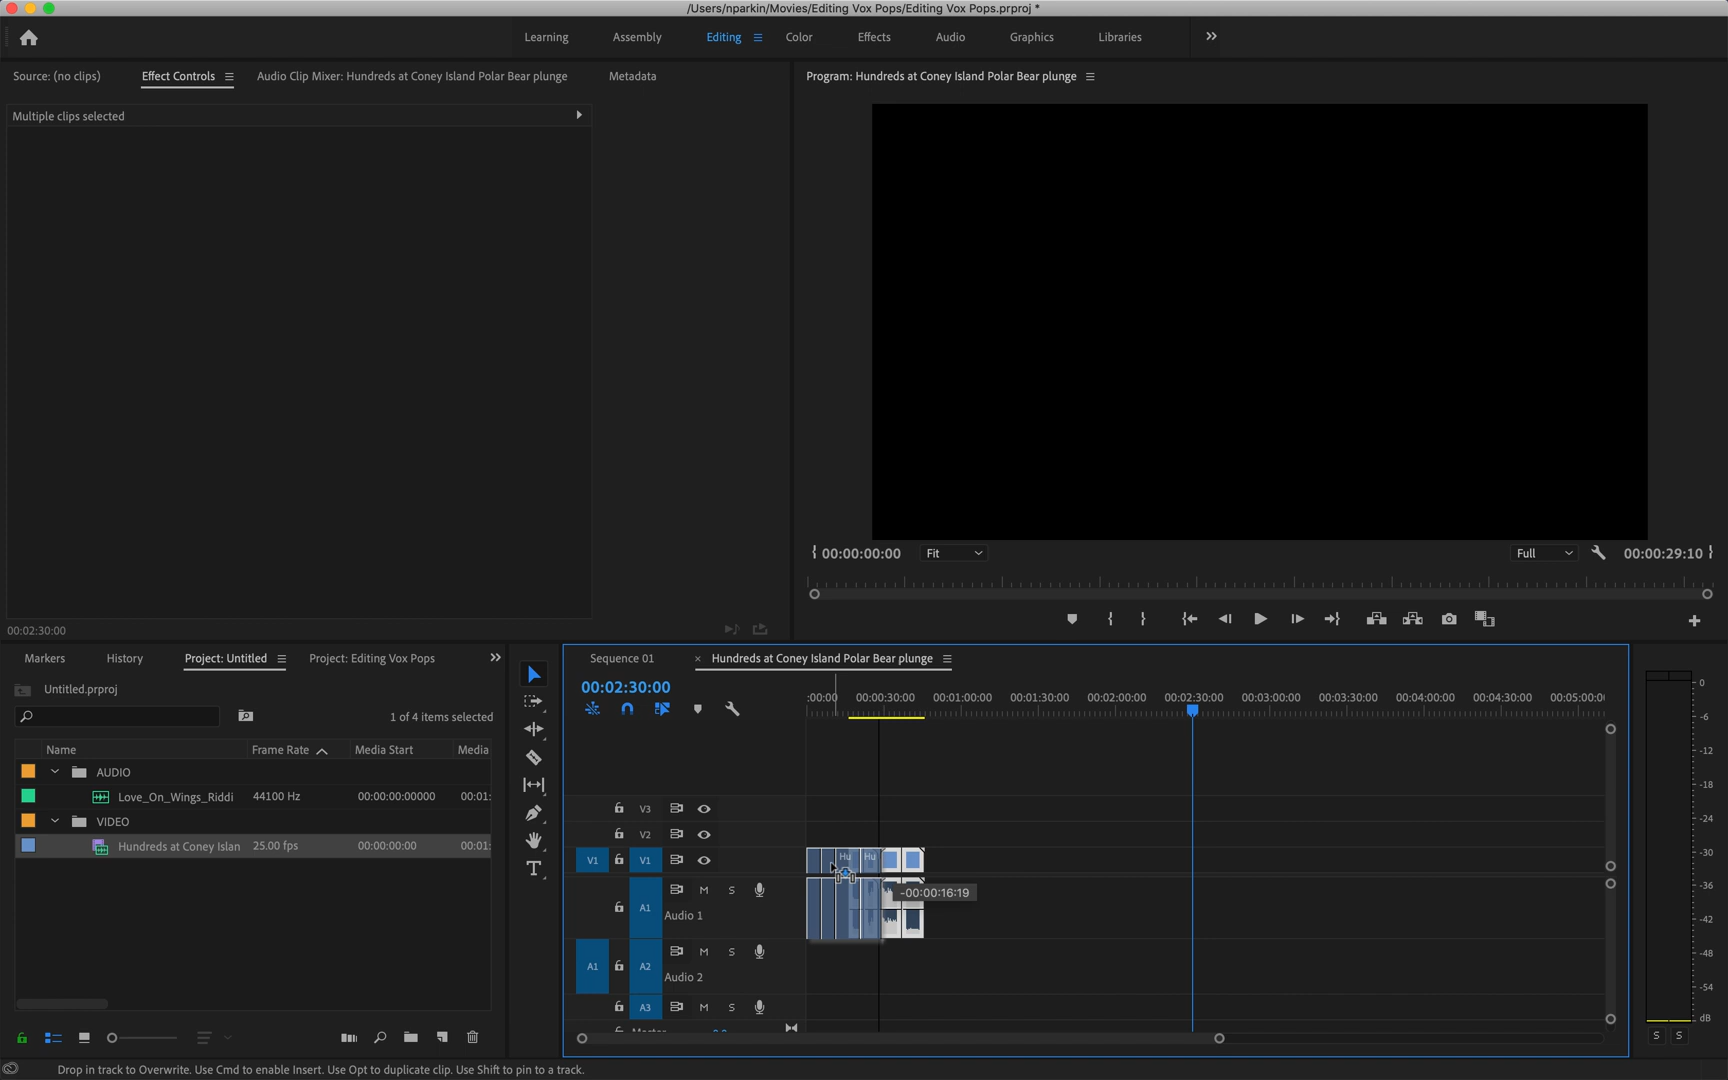 /Users/nparkin/Movies/Editing Vox Pops/Editing Vox Pops.prproj *
Learning Assembly Editing Color Effects Audio Graphics Libraries
Source: (no clips) Effect Controls Audio Clip Mixer: Hundreds at Coney Island Polar Bear plunge Metadata
Program: Hundreds at Coney Island Polar Bear plunge
Multiple clips selected
00:00:00:00 Fit Full 00:00:29:10
00:02:30:00
Markers History Project: Untitled Project: Editing Vox Pops
Untitled.prproj
1 of 4 items selected
Name Frame Rate Media Start Media
AUDIO
Love_On_Wings_Riddi 44100 Hz 00:00:00:00000 00:01:
VIDEO
Hundreds at Coney Islan 25.00 fps 00:00:00:00 00:01:
Sequence 01 × Hundreds at Coney Island Polar Bear plunge
00:02:30:00
:00:00 00:00:30:00 00:01:00:00 00:01:30:00 00:02:00:00 00:02:30:00 00:03:00:00 00:03:30:00 00:04:00:00 00:04:30:00 00:05:00:0
V3
V2
V1 V1 Hu Hu
-00:00:16:19
A1 M S
Audio 1
A1 A2 M S
Audio 2
A3 M S
0
-6
-12
-18
-24
-30
-36
-42
-48
-54
dB
S S
Drop in track to Overwrite. Use Cmd to enable Insert. Use Opt to duplicate clip. Use Shift to pin to a track.